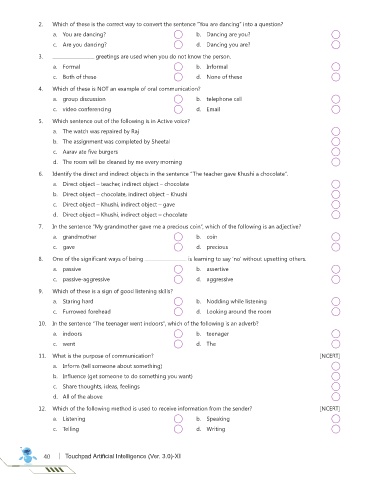 2. Which of these is the correct way to convert the sentence "You are dancing" into a question?
a. You are dancing? b. Dancing are you?
c. Are you dancing? d. Dancing you are?
3. ______________ greetings are used when you do not know the person.
a. Formal b. Informal
c. Both of these d. None of these
4. Which of these is NOT an example of oral communication?
a. group discussion b. telephone call
c. video conferencing d. Email
5. Which sentence out of the following is in Active voice?
a. The watch was repaired by Raj
b. The assignment was completed by Sheetal
c. Aarav ate five burgers
d. The room will be cleaned by me every morning
6. Identify the direct and indirect objects in the sentence "The teacher gave Khushi a chocolate".
a. Direct object – teacher, indirect object – chocolate
b. Direct object – chocolate, indirect object – Khushi
c. Direct object – Khushi, indirect object – gave
d. Direct object – Khushi, indirect object – chocolate
7. In the sentence "My grandmother gave me a precious coin", which of the following is an adjective?
a. grandmother b. coin
c. gave d. precious
8. One of the significant ways of being ______________ is learning to say 'no' without upsetting others.
a. passive b. assertive
c. passive-aggressive d. aggressive
9. Which of these is a sign of good listening skills?
a. Staring hard b. Nodding while listening
c. Furrowed forehead d. Looking around the room
10. In the sentence "The teenager went indoors", which of the following is an adverb?
a. indoors b. teenager
c. went d. The
11. What is the purpose of communication? [NCERT]
a. Inform (tell someone about something)
b. Influence (get someone to do something you want)
c. Share thoughts, ideas, feelings
d. All of the above
12. Which of the following method is used to receive information from the sender? [NCERT]
a. Listening b. Speaking
c. Telling d. Writing
40 | Touchpad Artificial Intelligence (Ver. 3.0)-XI